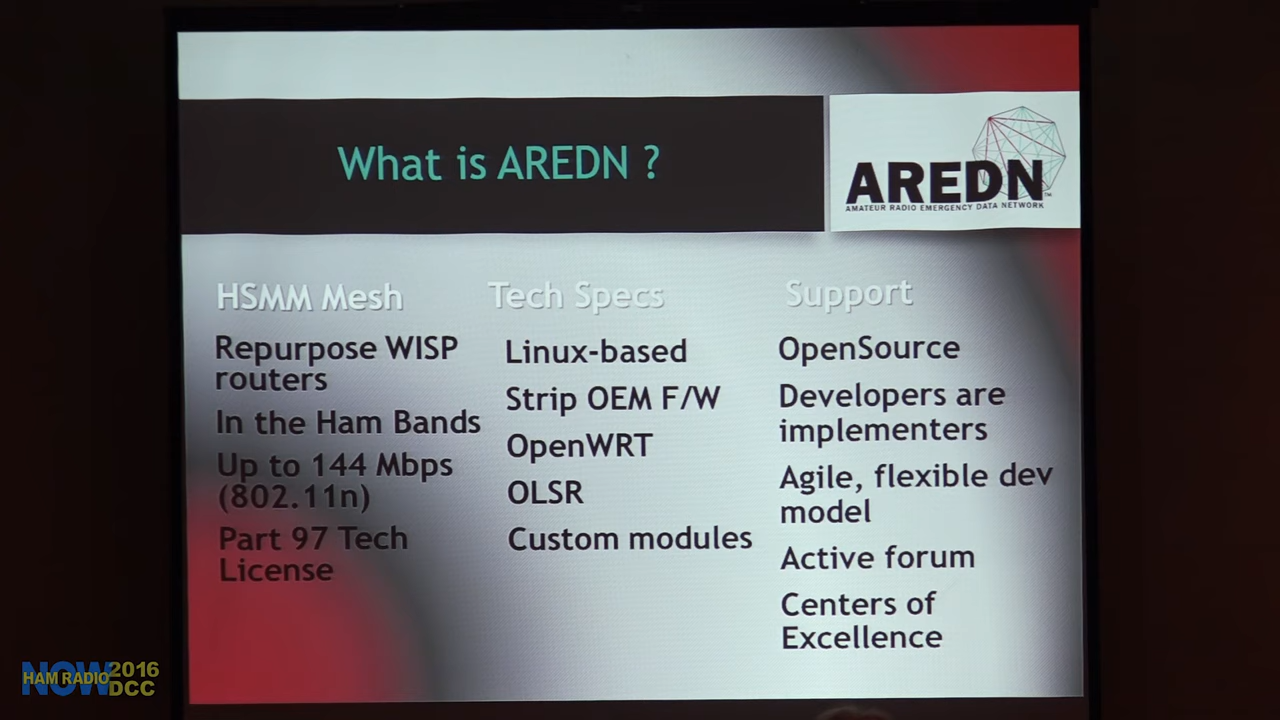 What is AREDN ?
AREDN™
AMATEUR RADIO EMERGENCY DATA NETWORK
HSMM Mesh
Repurpose WISP
routers
In the Ham Bands
Up to 144 Mbps
(802.11n)
Part 97 Tech
License
Tech Specs
Linux-based
Strip OEM F/W
OpenWRT
OLSR
Custom modules
Support
OpenSource
Developers are
implementers
Agile, flexible dev
model
Active forum
Centers of
Excellence
HAM RADIO
NOW
2016
DCC